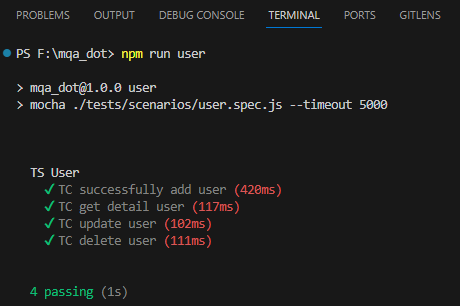 PROBLEMS OUTPUT DEBUG CONSOLE TERMINAL PORTS GITLENS
PS F:\mqa_dot> npm run user
> mqa_dot@1.0.0 user
> mocha ./tests/scenarios/user.spec.js --timeout 5000
TS User
✓ TC successfully add user (420ms)
✓ TC get detail user (117ms)
✓ TC update user (102ms)
✓ TC delete user (111ms)
4 passing (1s)